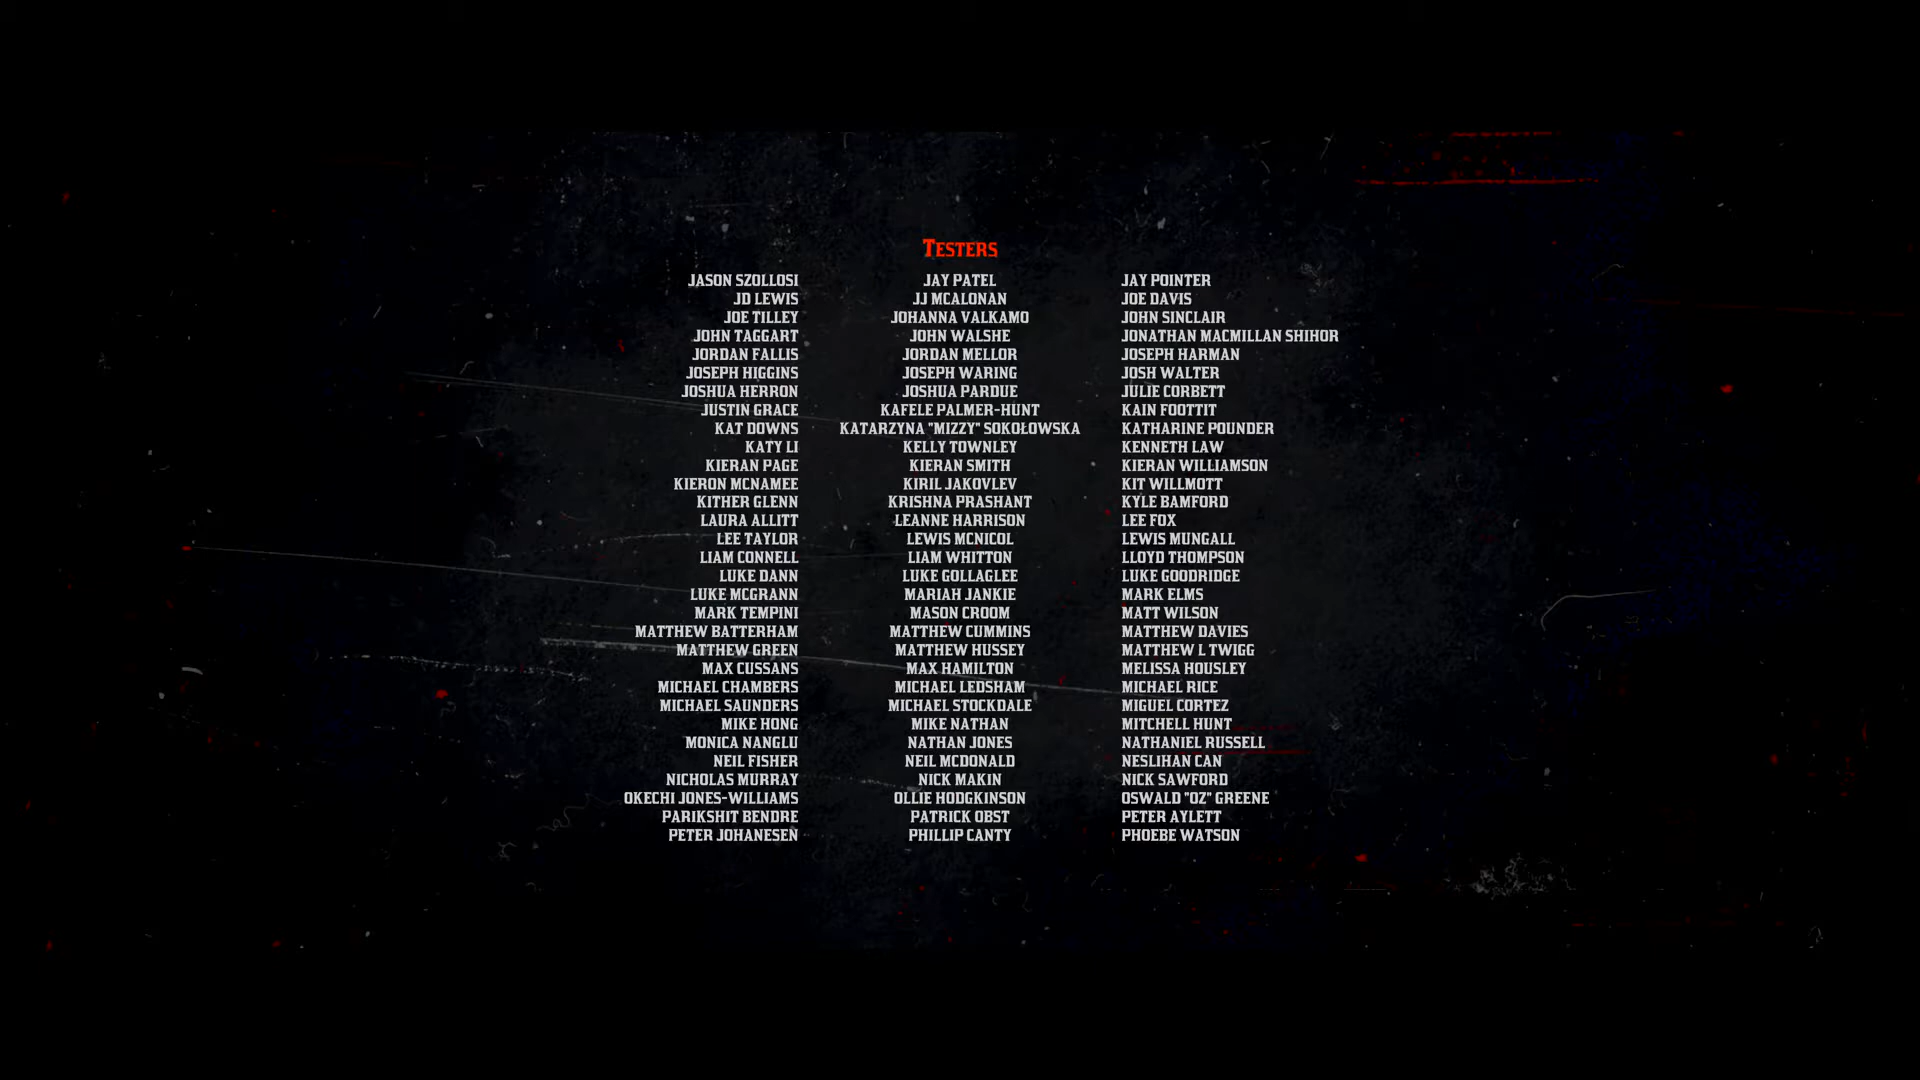 Testers
JASON SZOLLOSI JAY PATEL JAY POINTER
JD LEWIS JJ MCALONAN JOE DAVIS
JOE TILLEY JOHANNA VALKAMO JOHN SINCLAIR
JOHN TAGGART JOHN WALSHE JONATHAN MACMILLAN SHIHOR
JORDAN FALLIS JORDAN MELLOR JOSEPH HARMAN
JOSEPH HIGGINS JOSEPH WARING JOSH WALTER
JOSHUA HERRON JOSHUA PARDUE JULIE CORBETT
JUSTIN GRACE KAFELE PALMER-HUNT KAIN FOOTTIT
KAT DOWNS KATARZYNA "MIZZY" SOKOŁOWSKA KATHARINE POUNDER
KATY LI KELLY TOWNLEY KENNETH LAW
KIERAN PAGE KIERAN SMITH KIERAN WILLIAMSON
KIERON MCNAMEE KIRIL JAKOVLEV KIT WILLMOTT
KITHER GLENN KRISHNA PRASHANT KYLE BAMFORD
LAURA ALLITT LEANNE HARRISON LEE FOX
LEE TAYLOR LEWIS MCNICOL LEWIS MUNGALL
LIAM CONNELL LIAM WHITTON LLOYD THOMPSON
LUKE DANN LUKE GOLLAGLEE LUKE GOODRIDGE
LUKE MCGRANN MARIAH JANKIE MARK ELMS
MARK TEMPINI MASON CROOM MATT WILSON
MATTHEW BATTERHAM MATTHEW CUMMINS MATTHEW DAVIES
MATTHEW GREEN MATTHEW HUSSEY MATTHEW L TWIGG
MAX CUSSANS MAX HAMILTON MELISSA HOUSLEY
MICHAEL CHAMBERS MICHAEL LEDSHAM MICHAEL RICE
MICHAEL SAUNDERS MICHAEL STOCKDALE MIGUEL CORTEZ
MIKE HONG MIKE NATHAN MITCHELL HUNT
MONICA NANGLU NATHAN JONES NATHANIEL RUSSELL
NEIL FISHER NEIL MCDONALD NESLIHAN CAN
NICHOLAS MURRAY NICK MAKIN NICK SAWFORD
OKECHI JONES-WILLIAMS OLLIE HODGKINSON OSWALD "OZ" GREENE
PARIKSHIT BENDRE PATRICK OBST PETER AYLETT
PETER JOHANESEN PHILLIP CANTY PHOEBE WATSON